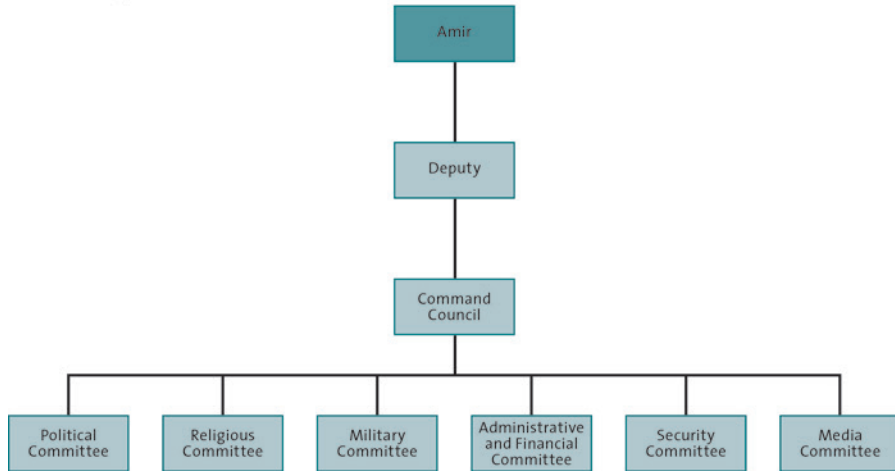 Amir
Deputy
Command
Council
Political
Committee
Religious
Committee
Military
Committee
Administrative
and Financial
Committee
Security
Committee
Media
Committee